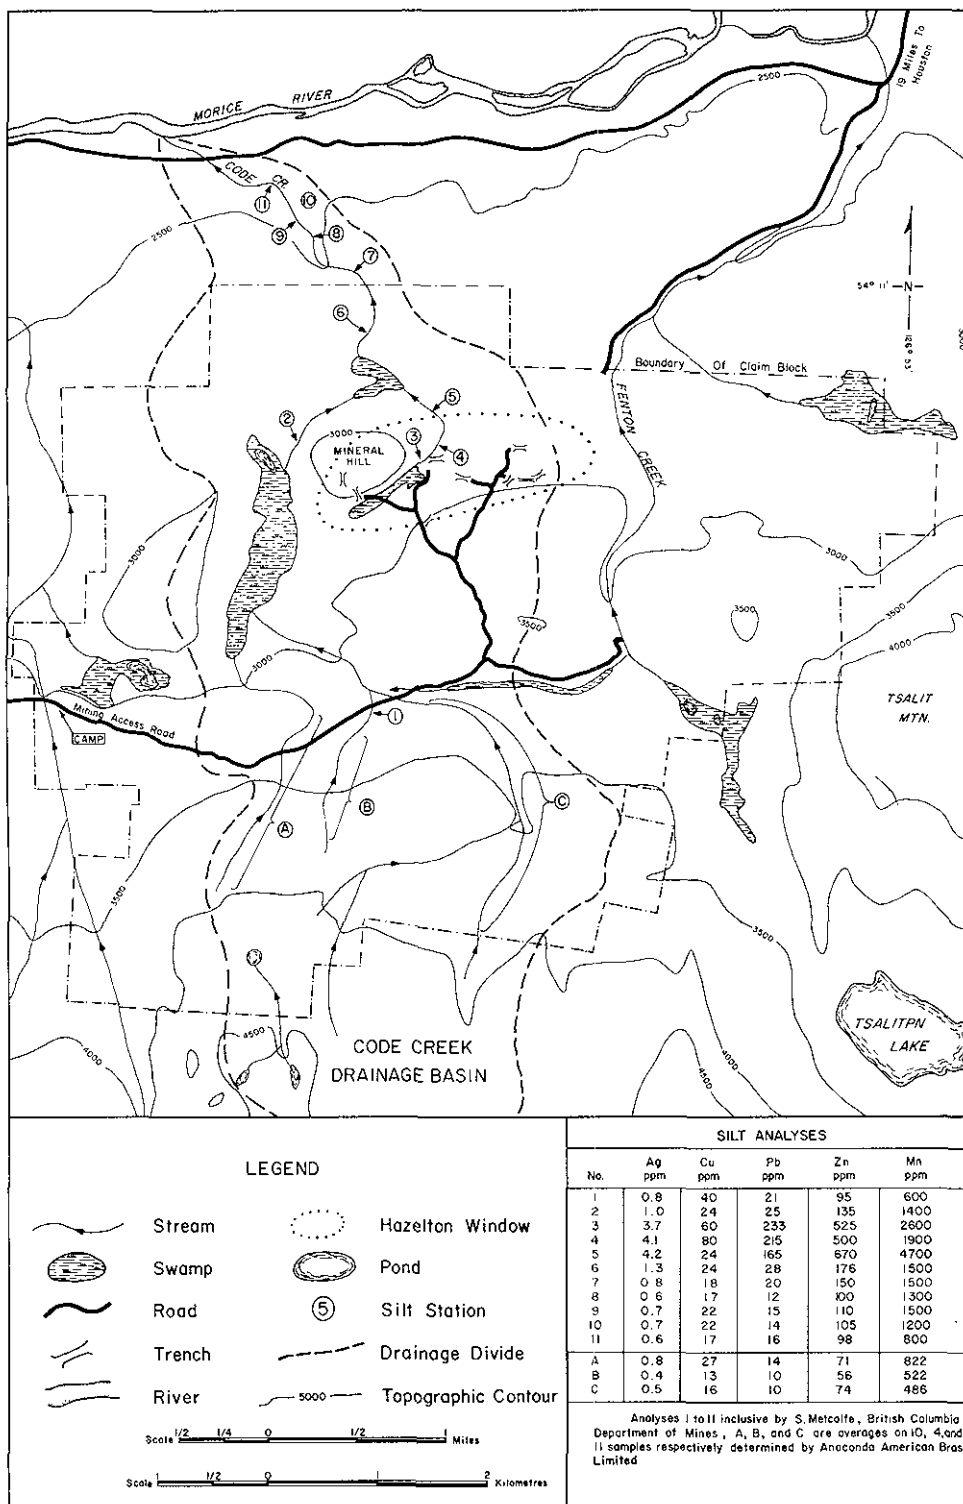 19 Miles To
Houston
2500
MORICE RIVER
CODE CR.
11
10
9
8
7
2500
54° 11'
N
126° 53'
3000
6
Boundary Of Claim Block
5
2
FENTON CREEK
3000
3
MINERAL
HILL
4
3000
3000
3500
3500
3500
4000
3000
TSALIT
MTN.
Mining Access Road
1
CAMP
B
C
A
3500
3500
TSALITPN
LAKE
4500
CODE CREEK
DRAINAGE BASIN
4000
4000
4500
LEGEND
Stream
Hazelton Window
Swamp
Pond
Road
5
Silt Station
Trench
Drainage Divide
River
5000
Topographic Contour
Scale 1/2 1/4 0 1 Miles
Scale 1 1/2 0 1 2 Kilometres
SILT ANALYSES
No. Ag ppm Cu ppm Pb ppm Zn ppm Mn ppm
1 0.8 40 21 95 600
2 1.0 24 25 135 1400
3 3.7 60 233 525 2600
4 4.1 80 215 500 1900
5 4.2 24 165 670 4700
6 1.3 24 28 176 1500
7 0.8 18 20 150 1500
8 0.6 17 12 100 1300
9 0.7 22 15 110 1500
10 0.7 22 14 105 1200
11 0.6 17 16 98 800
A 0.8 27 14 71 822
B 0.4 13 10 56 522
C 0.5 16 10 74 486
Analyses 1 to 11 inclusive by S. Metcalfe, British Columbia
Department of Mines, A, B, and C are averages on 10, 4, and
11 samples respectively determined by Anaconda American Bras
Limited